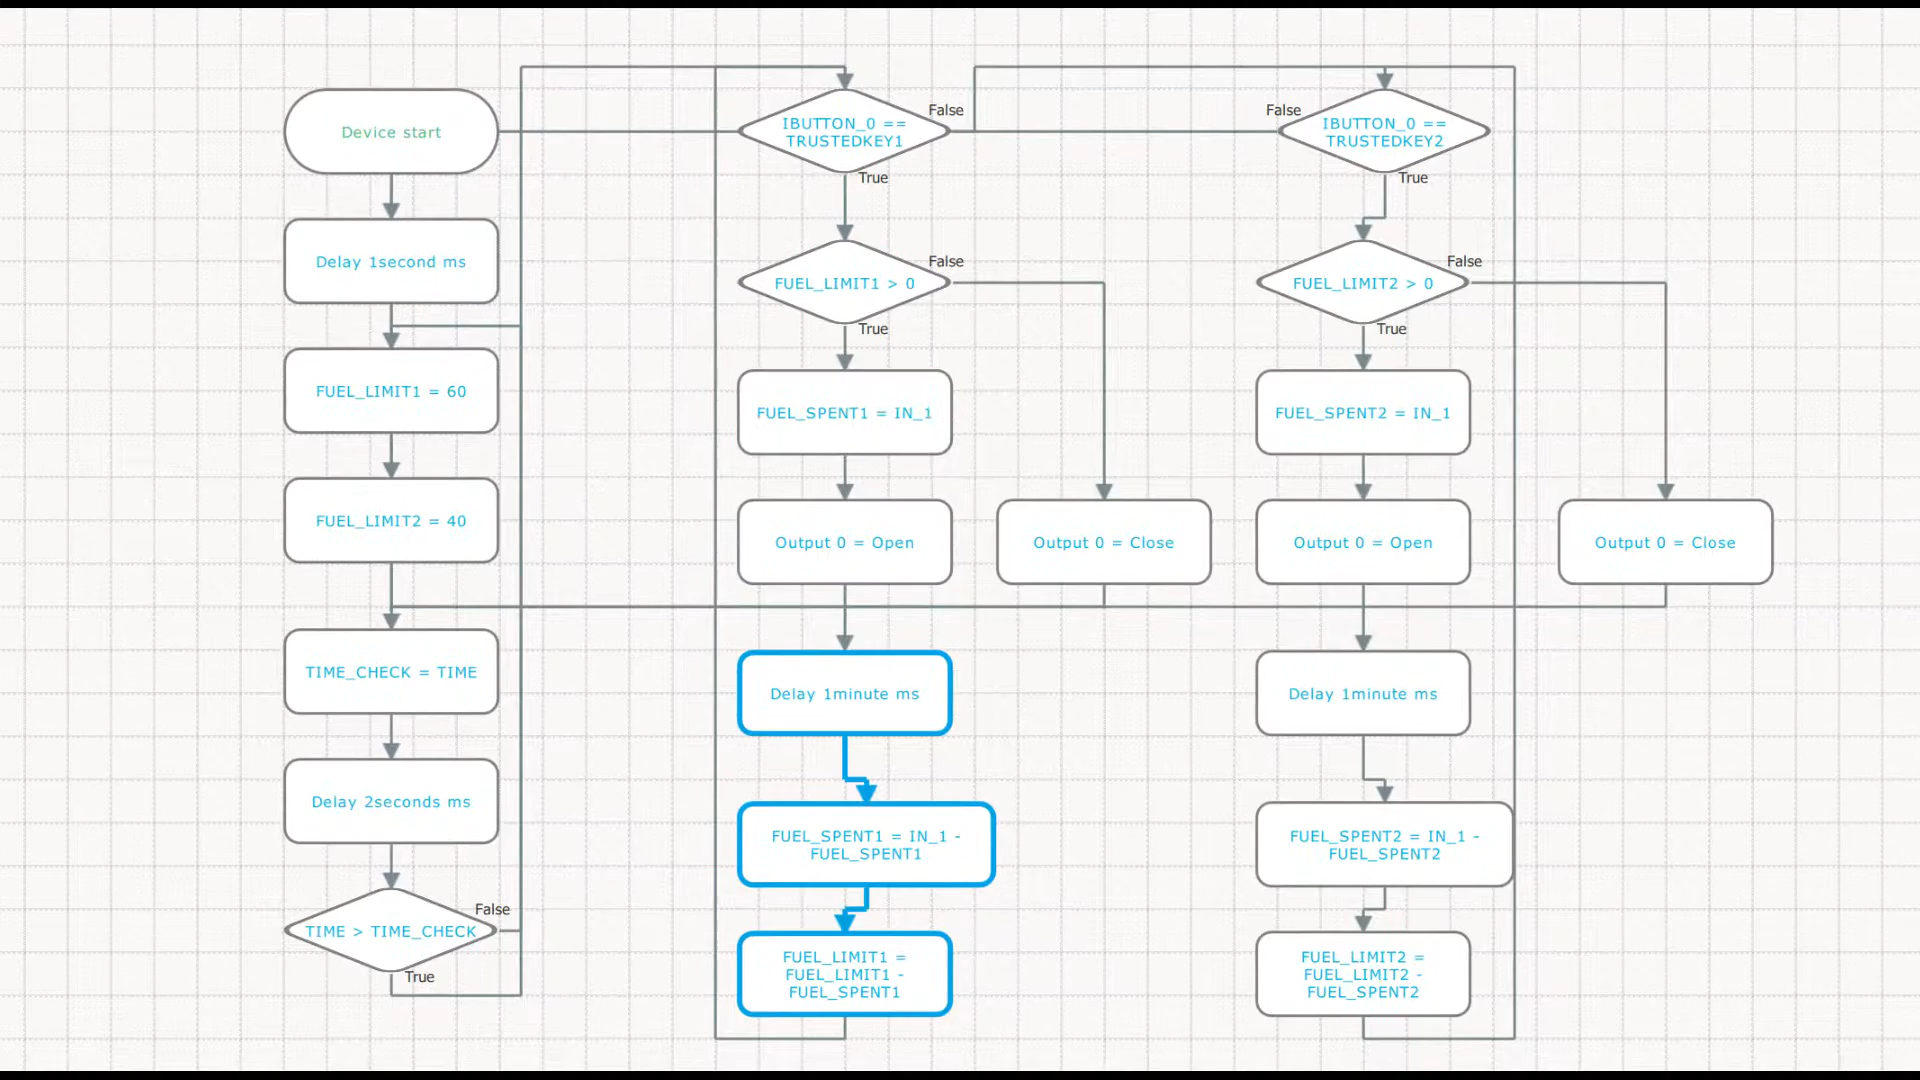 Device start
Delay 1second ms
FUEL_LIMIT1 = 60
FUEL_LIMIT2 = 40
TIME_CHECK = TIME
Delay 2seconds ms
False
TIME > TIME_CHECK
True
False
IBUTTON_0 ==
TRUSTEDKEY1
True
False
FUEL_LIMIT1 > 0
True
FUEL_SPENT1 = IN_1
Output 0 = Open
Output 0 = Close
Delay 1minute ms
FUEL_SPENT1 = IN_1 -
FUEL_SPENT1
FUEL_LIMIT1 =
FUEL_LIMIT1 -
FUEL_SPENT1
False
IBUTTON_0 ==
TRUSTEDKEY2
True
False
FUEL_LIMIT2 > 0
True
FUEL_SPENT2 = IN_1
Output 0 = Open
Output 0 = Close
Delay 1minute ms
FUEL_SPENT2 = IN_1 -
FUEL_SPENT2
FUEL_LIMIT2 =
FUEL_LIMIT2 -
FUEL_SPENT2